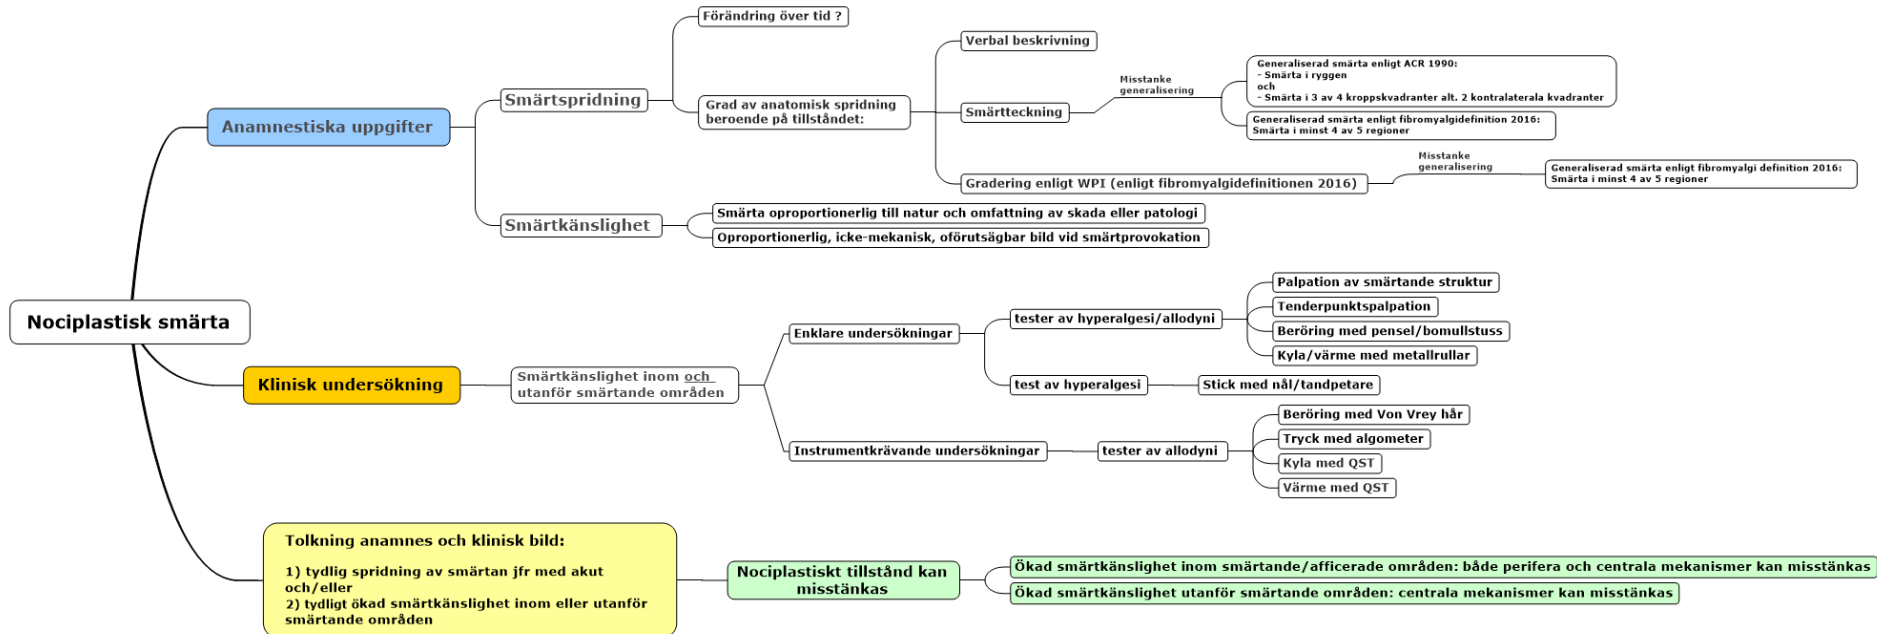 Nociplastisk smärta
Anamnestiska uppgifter
Smärtspridning
Förändring över tid ?
Grad av anatomisk spridning
beroende på tillståndet:
Verbal beskrivning
Smärtteckning
Misstanke
generalisering
Generaliserad smärta enligt ACR 1990:
- Smärta i ryggen
och
- Smärta i 3 av 4 kroppskvadranter alt. 2 kontralaterala kvadranter
Generaliserad smärta enligt fibromyalgidefinition 2016:
Smärta i minst 4 av 5 regioner
Gradering enligt WPI (enligt fibromyalgidefinitionen 2016)
Misstanke
generalisering
Generaliserad smärta enligt fibromyalgi definition 2016:
Smärta i minst 4 av 5 regioner
Smärtkänslighet
Smärta oproportionerlig till natur och omfattning av skada eller patologi
Oproportionerlig, icke-mekanisk, oförutsägbar bild vid smärtprovokation
Klinisk undersökning
Smärtkänslighet inom och
utanför smärtande områden
Enklare undersökningar
tester av hyperalgesi/allodyni
Palpation av smärtande struktur
Tenderpunktspalpation
Beröring med pensel/bomullstuss
Kyla/värme med metallrullar
test av hyperalgesi
Stick med nål/tandpetare
Instrumentkrävande undersökningar
tester av allodyni
Beröring med Von Vrey hår
Tryck med algometer
Kyla med QST
Värme med QST
Tolkning anamnes och klinisk bild:
1) tydlig spridning av smärtan jfr med akut
och/eller
2) tydligt ökad smärtkänslighet inom eller utanför
smärtande områden
Nociplastiskt tillstånd kan
misstänkas
Ökad smärtkänslighet inom smärtande/afficerade områden: både perifera och centrala mekanismer kan misstänkas
Ökad smärtkänslighet utanför smärtande områden: centrala mekanismer kan misstänkas